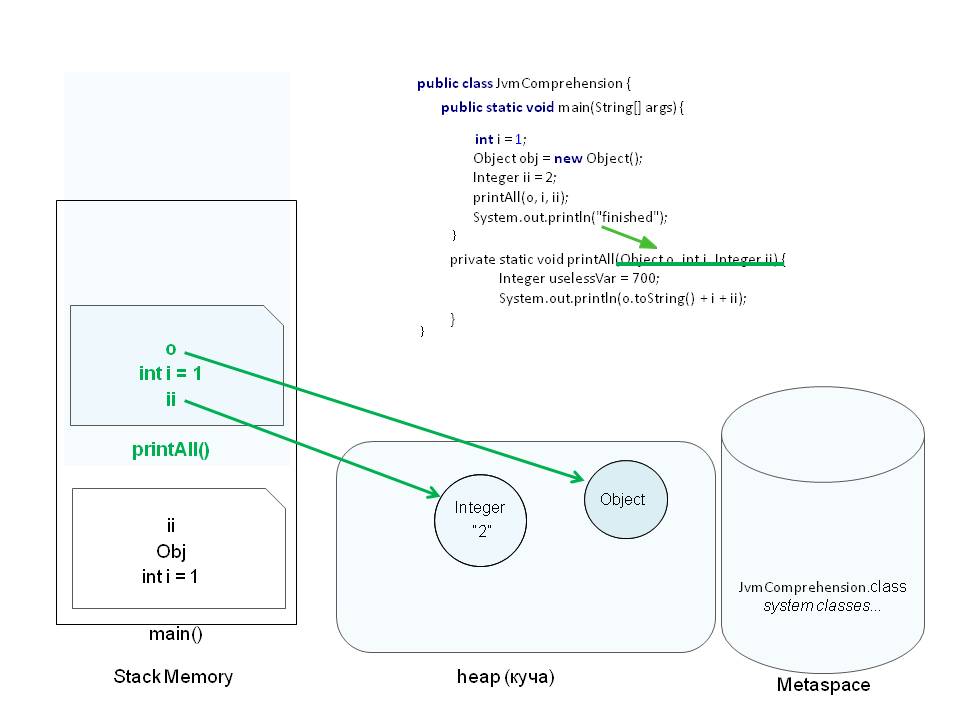 public class JvmComprehension {
public static void main(String[] args) {
int i = 1;
Object obj = new Object();
Integer ii = 2;
printAll(o, i, ii);
System.out.println("finished");
}
private static void printAll(Object o, int i, Integer ii) {
Integer uselessVar = 700;
System.out.println(o.toString() + i + ii);
}
}
o
int i = 1
ii
printAll()
ii
Obj
int i = 1
main()
Stack Memory
Integer
"2"
Object
heap (куча)
JvmComprehension.class
system classes...
Metaspace